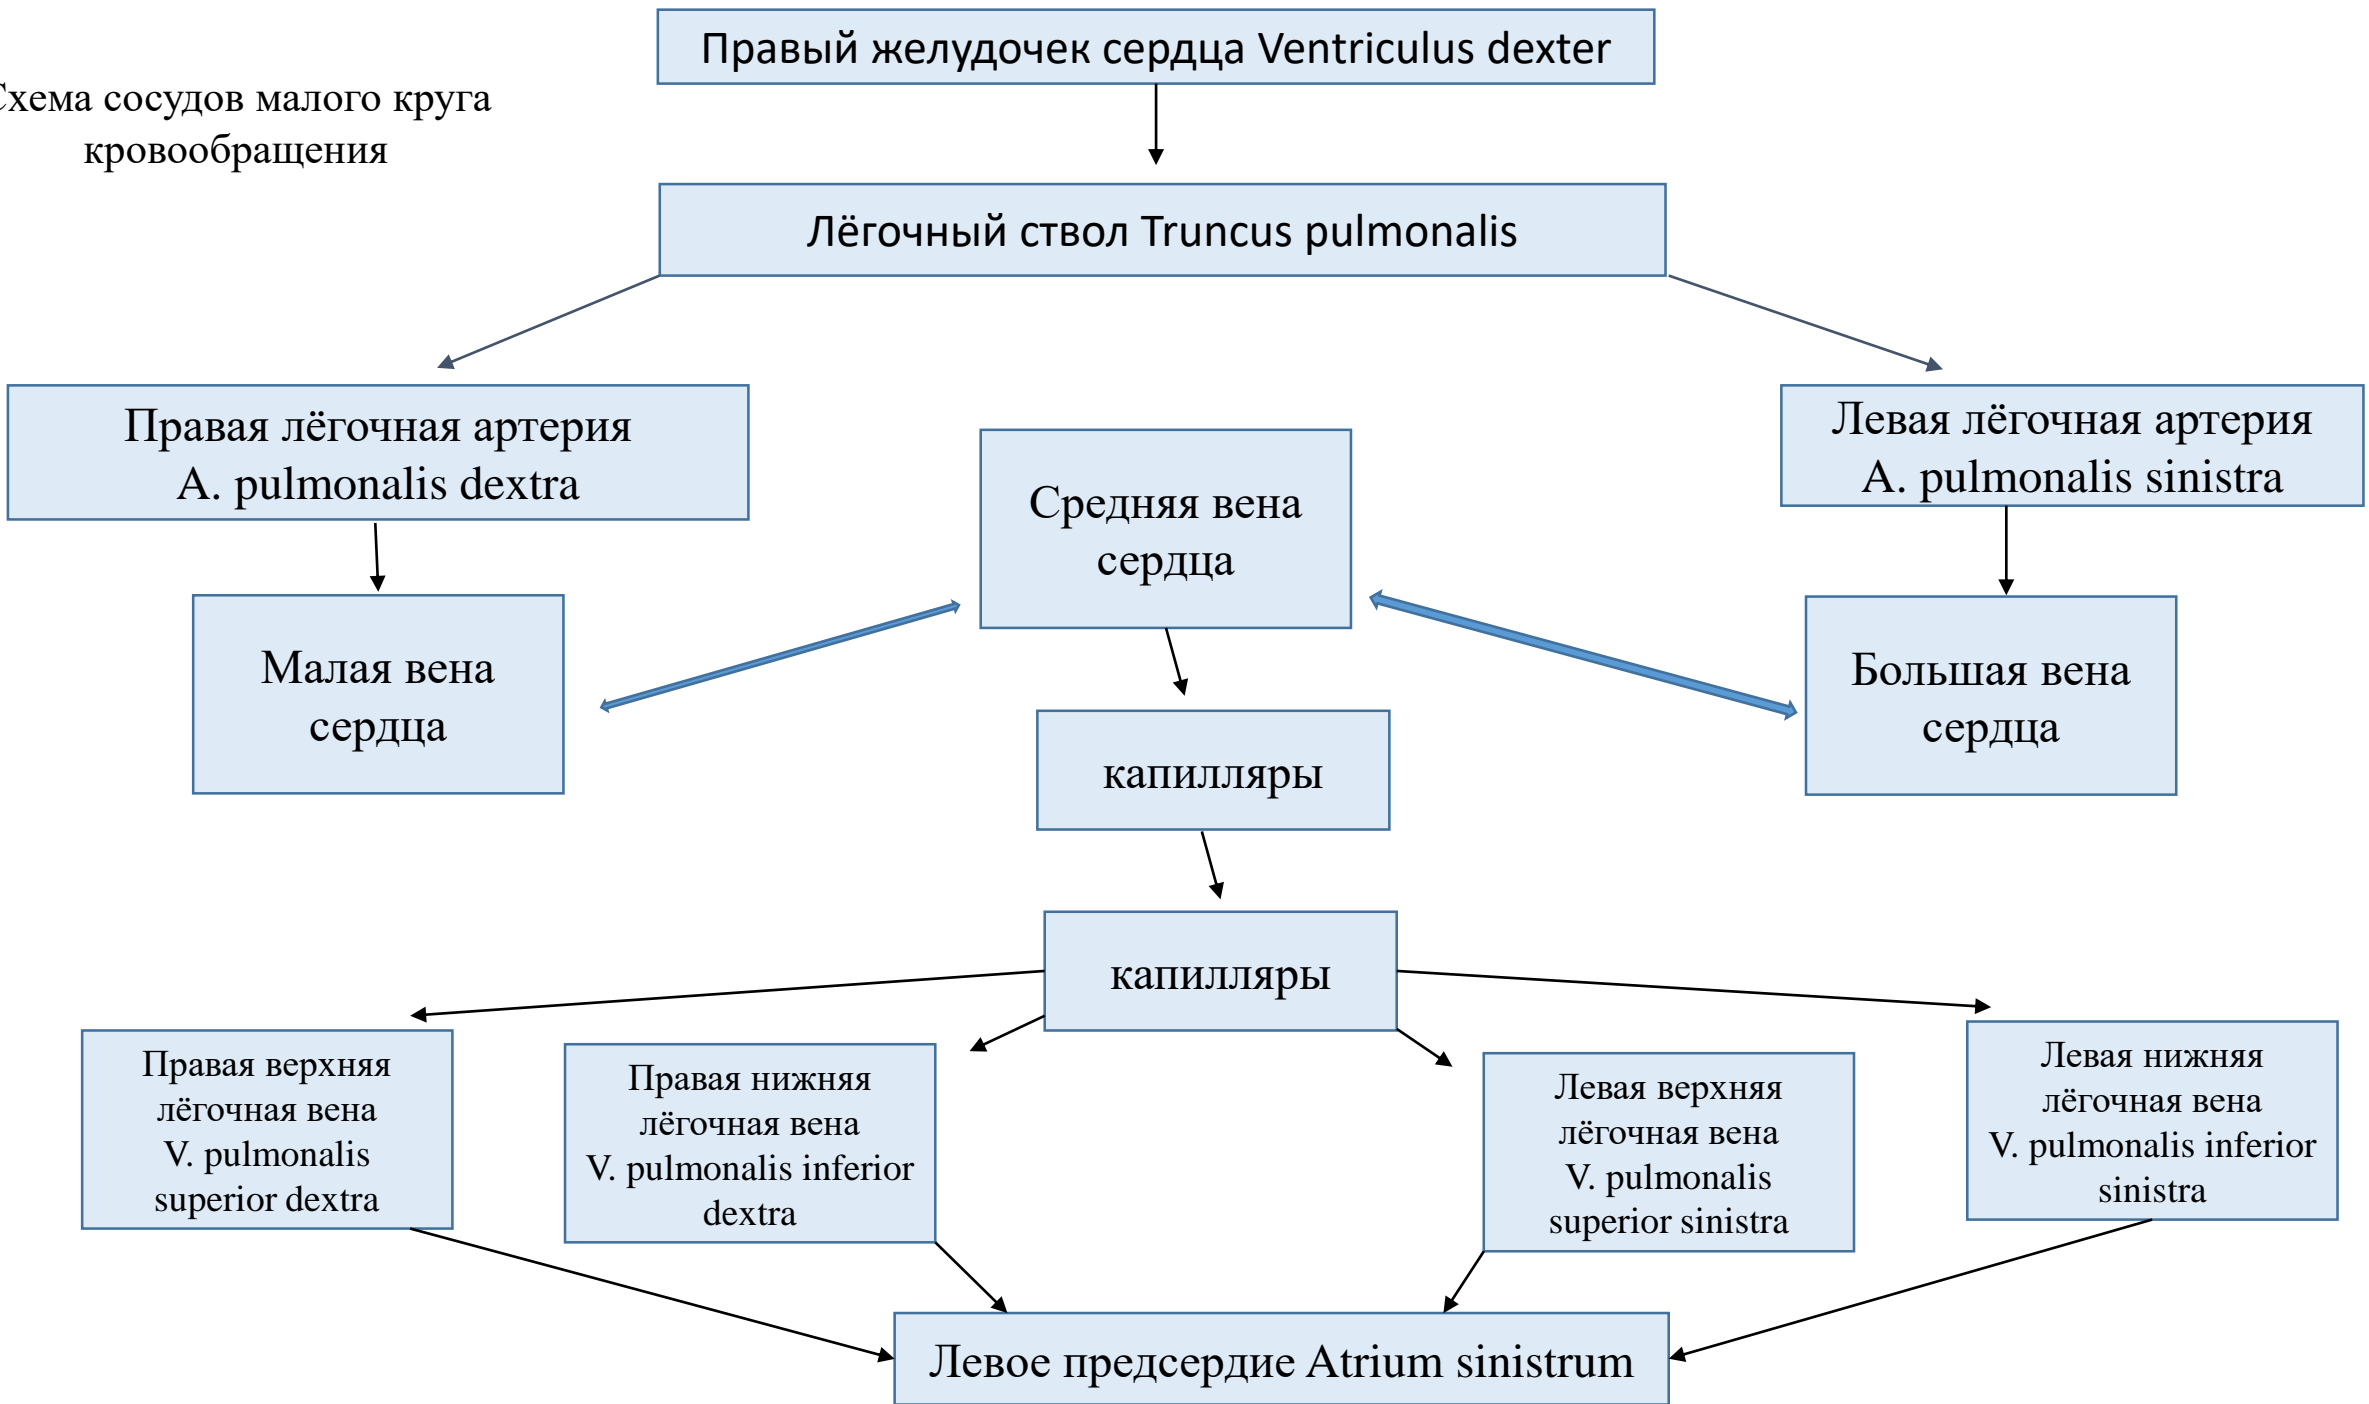 Правый желудочек сердца Ventriculus dexter
Схема сосудов малого круга
кровообращения
Лёгочный ствол Truncus pulmonalis
Правая лёгочная артерия
A. pulmonalis dextra
Левая лёгочная артерия
A. pulmonalis sinistra
Средняя вена
сердца
Малая вена
сердца
Большая вена
сердца
капилляры
капилляры
Правая верхняя
лёгочная вена
V. pulmonalis
superior dextra
Правая нижняя
лёгочная вена
V. pulmonalis inferior
dextra
Левая верхняя
лёгочная вена
V. pulmonalis
superior sinistra
Левая нижняя
лёгочная вена
V. pulmonalis inferior
sinistra
Левое предсердие Atrium sinistrum